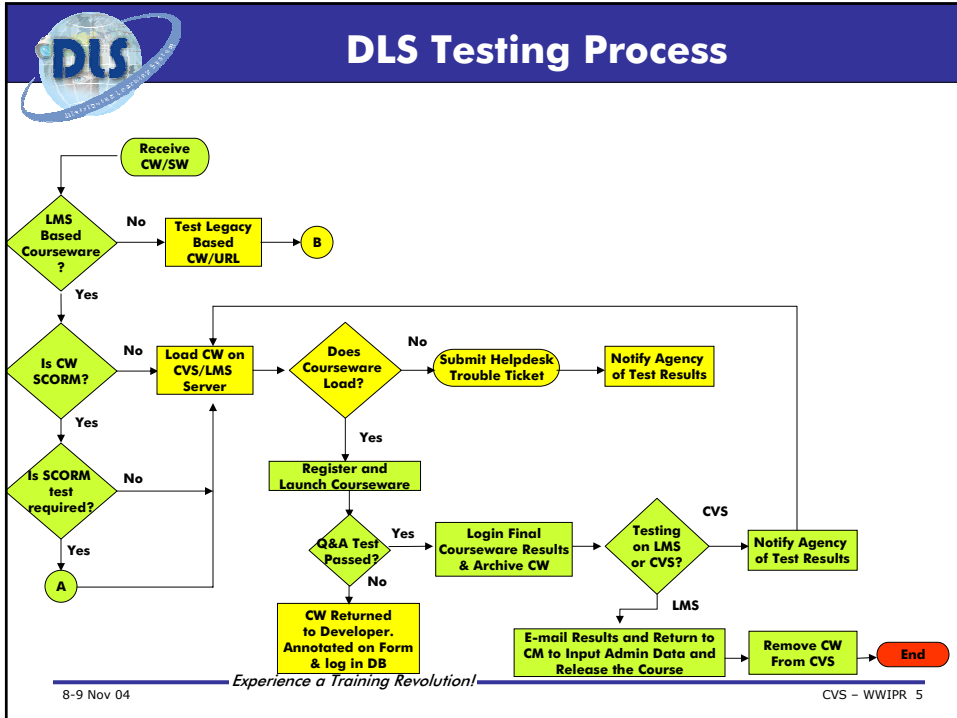 DLS Testing Process
DLS
Distributed Learning System
Receive
CW/SW
LMS
Based
Courseware
?
No
Test Legacy
Based
CW/URL
B
Yes
Is CW
SCORM?
No
Load CW on
CVS/LMS
Server
Does
Courseware
Load?
No
Submit Helpdesk
Trouble Ticket
Notify Agency
of Test Results
Yes
Yes
Is SCORM
test
required?
No
Register and
Launch Courseware
Yes
A
Q&A Test
Passed?
Yes
Login Final
Courseware Results
& Archive CW
Testing
on LMS
or CVS?
CVS
Notify Agency
of Test Results
No
LMS
CW Returned
to Developer.
Annotated on Form
& log in DB
E-mail Results and Return to
CM to Input Admin Data and
Release the Course
Remove CW
From CVS
End
Experience a Training Revolution!
8-9 Nov 04
CVS – WWIPR 5